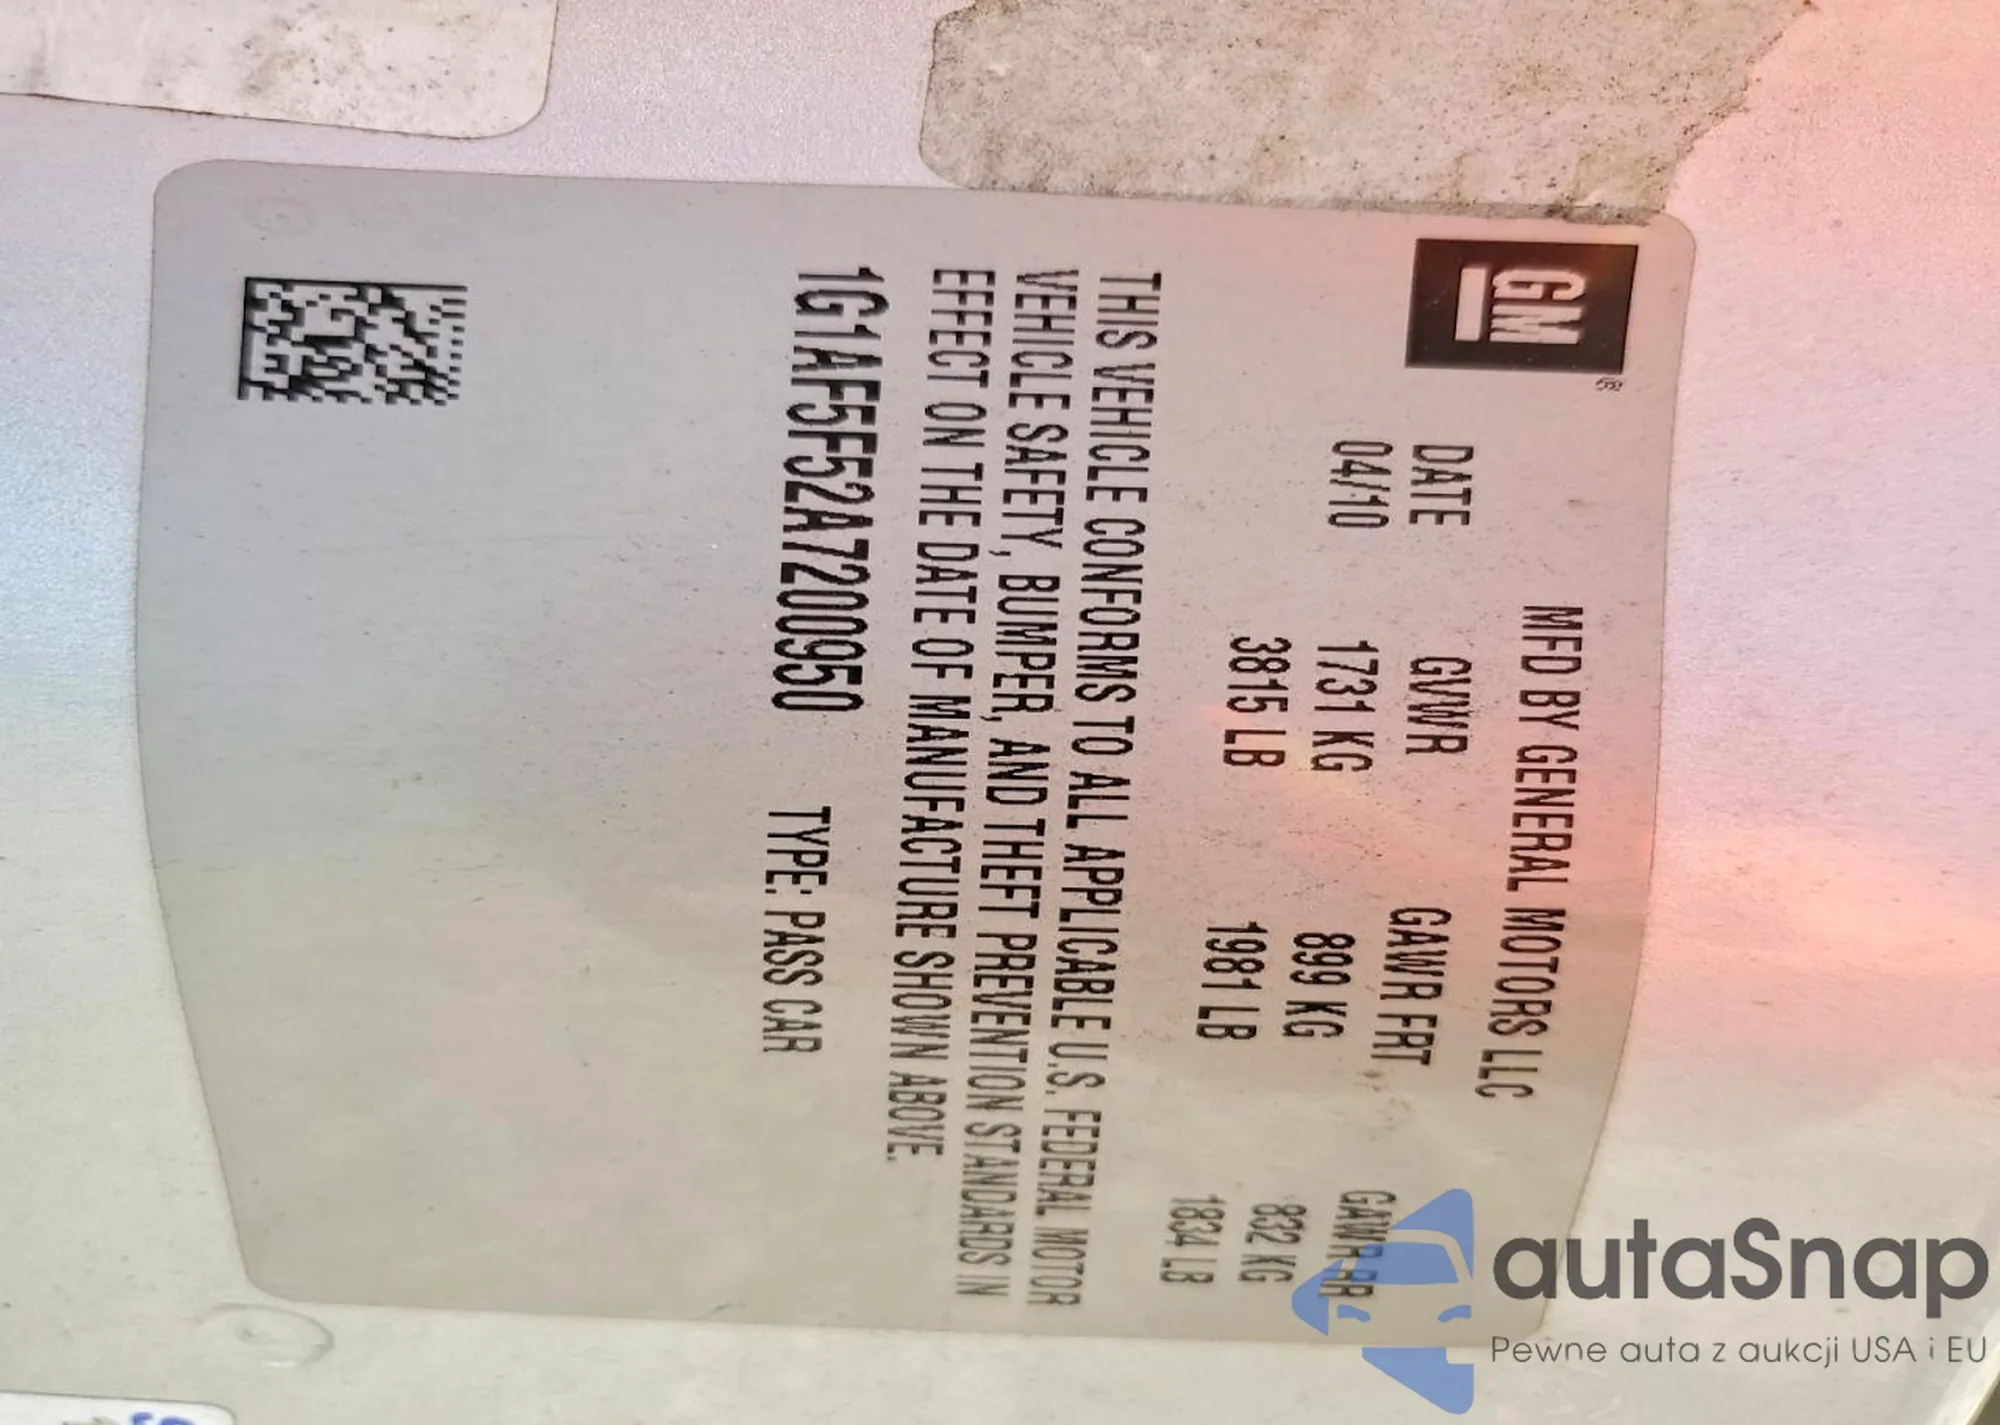 GM®
MFD BY GENERAL MOTORS LLC
DATE GVWR GAWR FRT GAWR RR
04/10 1731 KG 899 KG 832 KG
3815 LB 1981 LB 1834 LB
THIS VEHICLE CONFORMS TO ALL APPLICABLE U.S. FEDERAL MOTOR
VEHICLE SAFETY, BUMPER, AND THEFT PREVENTION STANDARDS IN
EFFECT ON THE DATE OF MANUFACTURE SHOWN ABOVE.
1G1AF5F52A7200950 TYPE: PASS CAR
autaSnap
Pewne auta z aukcji USA i EU